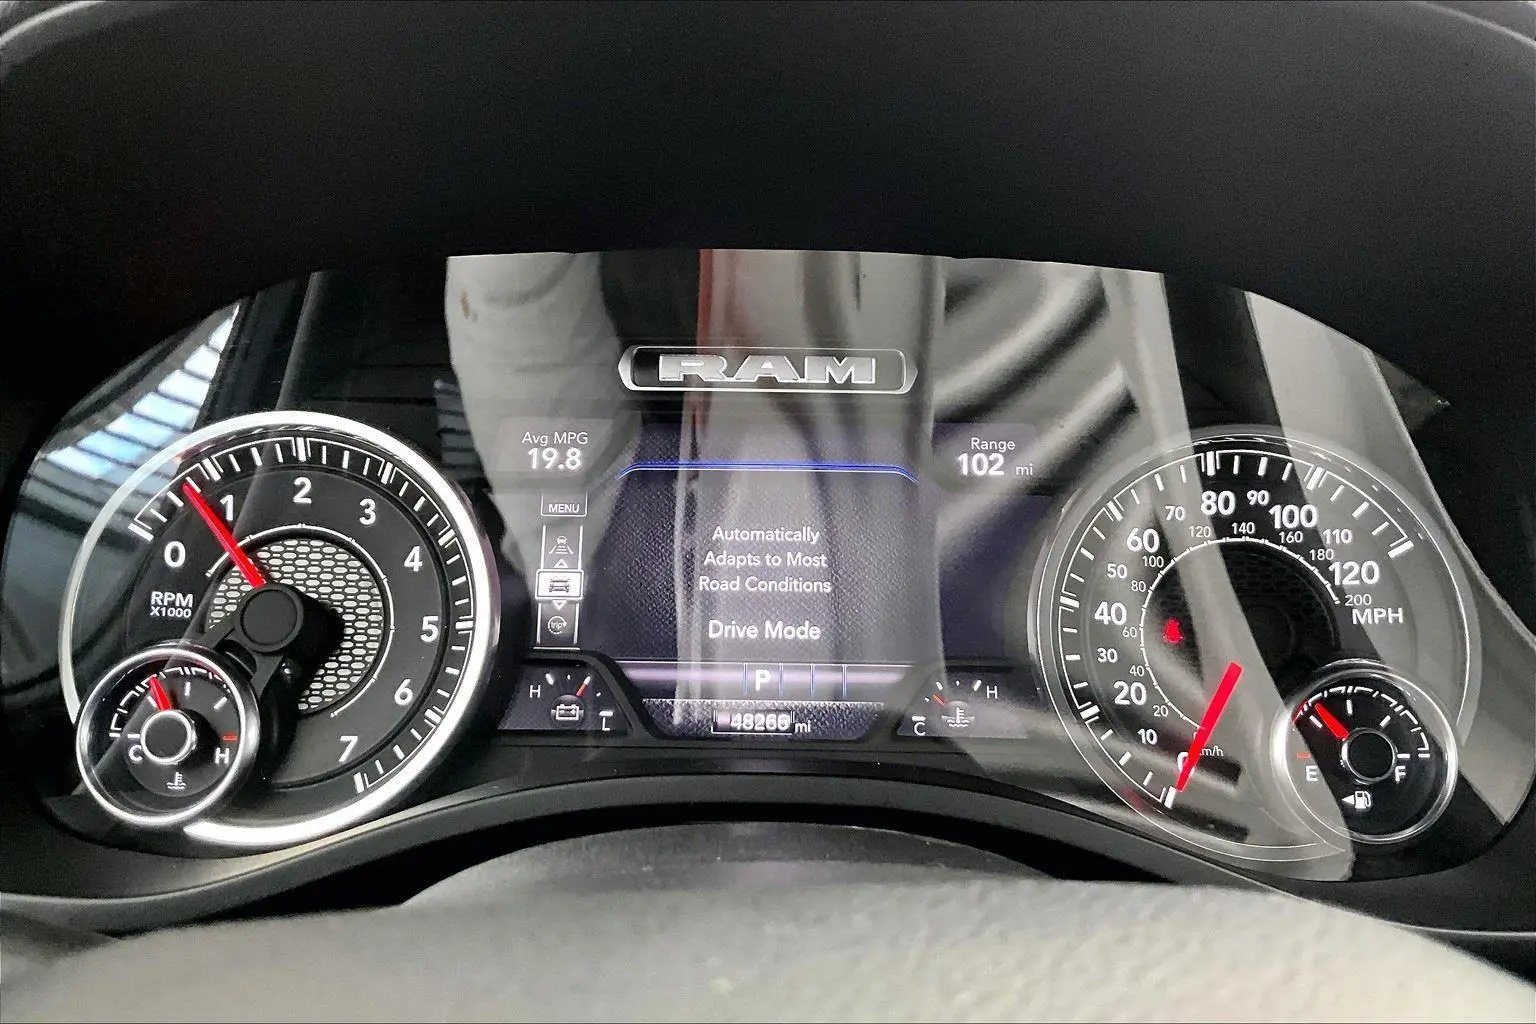 RAM
Avg MPG
19.8
Range
102 mi
MENU
Automatically
Adapts to Most
Road Conditions
Drive Mode
trip
P
48266 mi
H
L
C
H
0
1
2
3
4
5
6
7
RPM
X1000
C
H
0
10
20
30
40
50
60
70
80
90
100
110
120
MPH
20
40
60
80
100
120
140
160
180
200
km/h
E
F